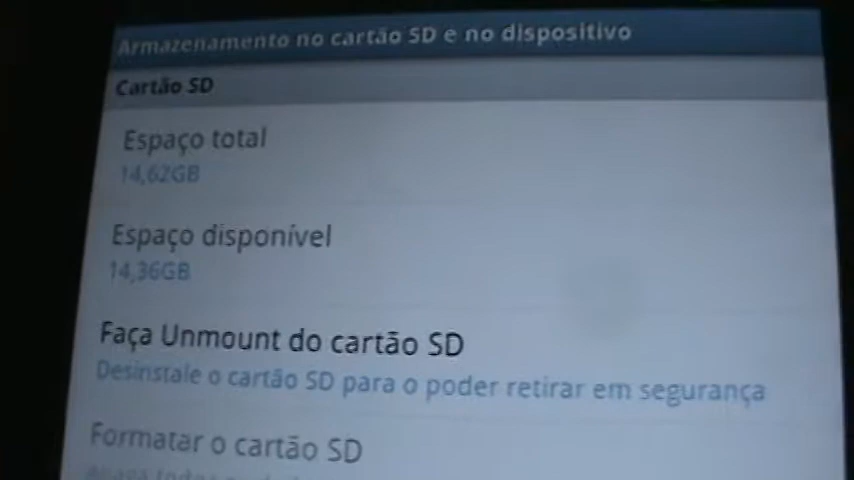 Armazenamento no cartão SD e no dispositivo
Cartão SD
Espaço total
14,62GB
Espaço disponível
14,36GB
Faça Unmount do cartão SD
Desinstale o cartão SD para o poder retirar em segurança
Formatar o cartão SD